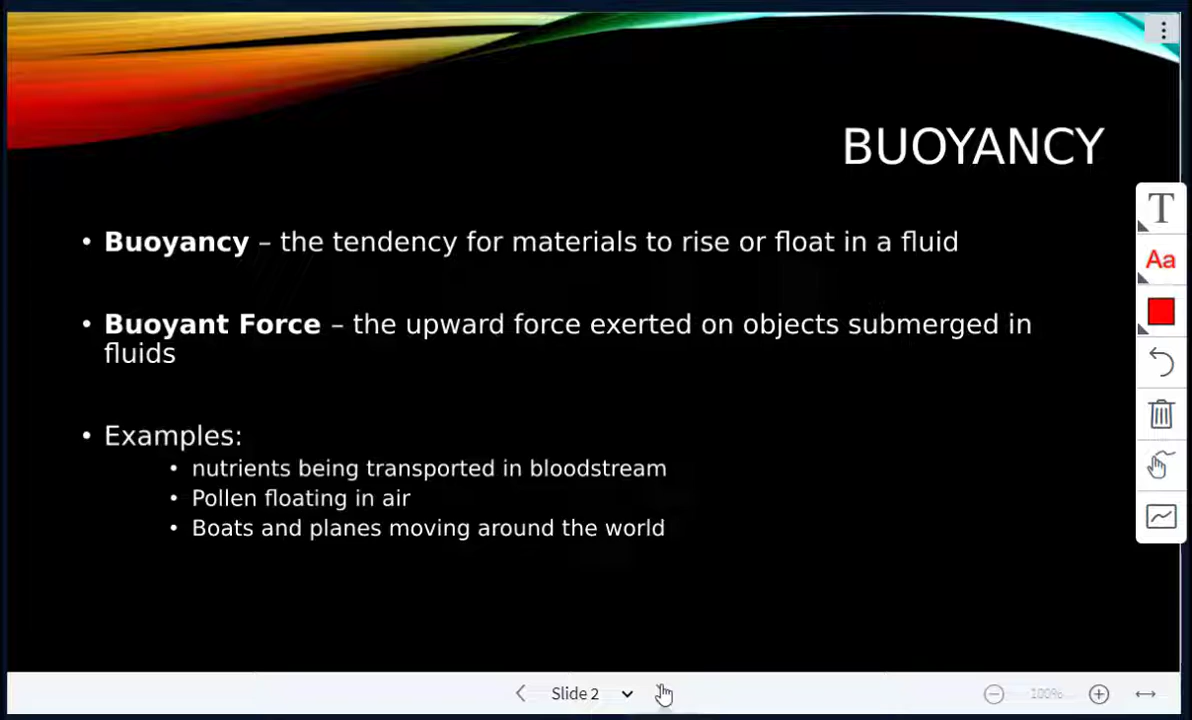 BUOYANCY
• Buoyancy – the tendency for materials to rise or float in a fluid
• Buoyant Force – the upward force exerted on objects submerged in
fluids
• Examples:
• nutrients being transported in bloodstream
• Pollen floating in air
• Boats and planes moving around the world
T
Aa
Slide 2
100%